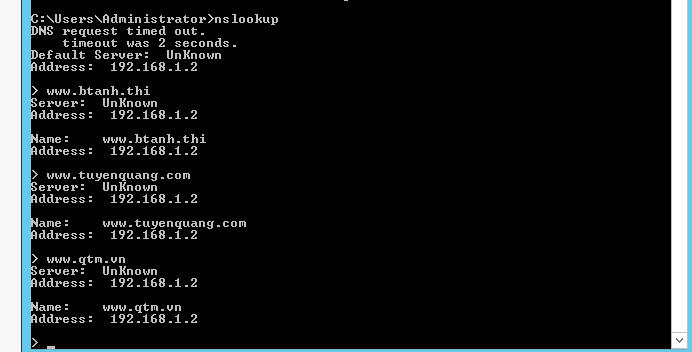 C:\Users\Administrator>nslookup
DNS request timed out.
    timeout was 2 seconds.
Default Server:  UnKnown
Address:  192.168.1.2

> www.btanh.thi
Server:  UnKnown
Address:  192.168.1.2

Name:    www.btanh.thi
Address:  192.168.1.2

> www.tuyenquang.com
Server:  UnKnown
Address:  192.168.1.2

Name:    www.tuyenquang.com
Address:  192.168.1.2

> www.qtm.vn
Server:  UnKnown
Address:  192.168.1.2

Name:    www.qtm.vn
Address:  192.168.1.2

> _